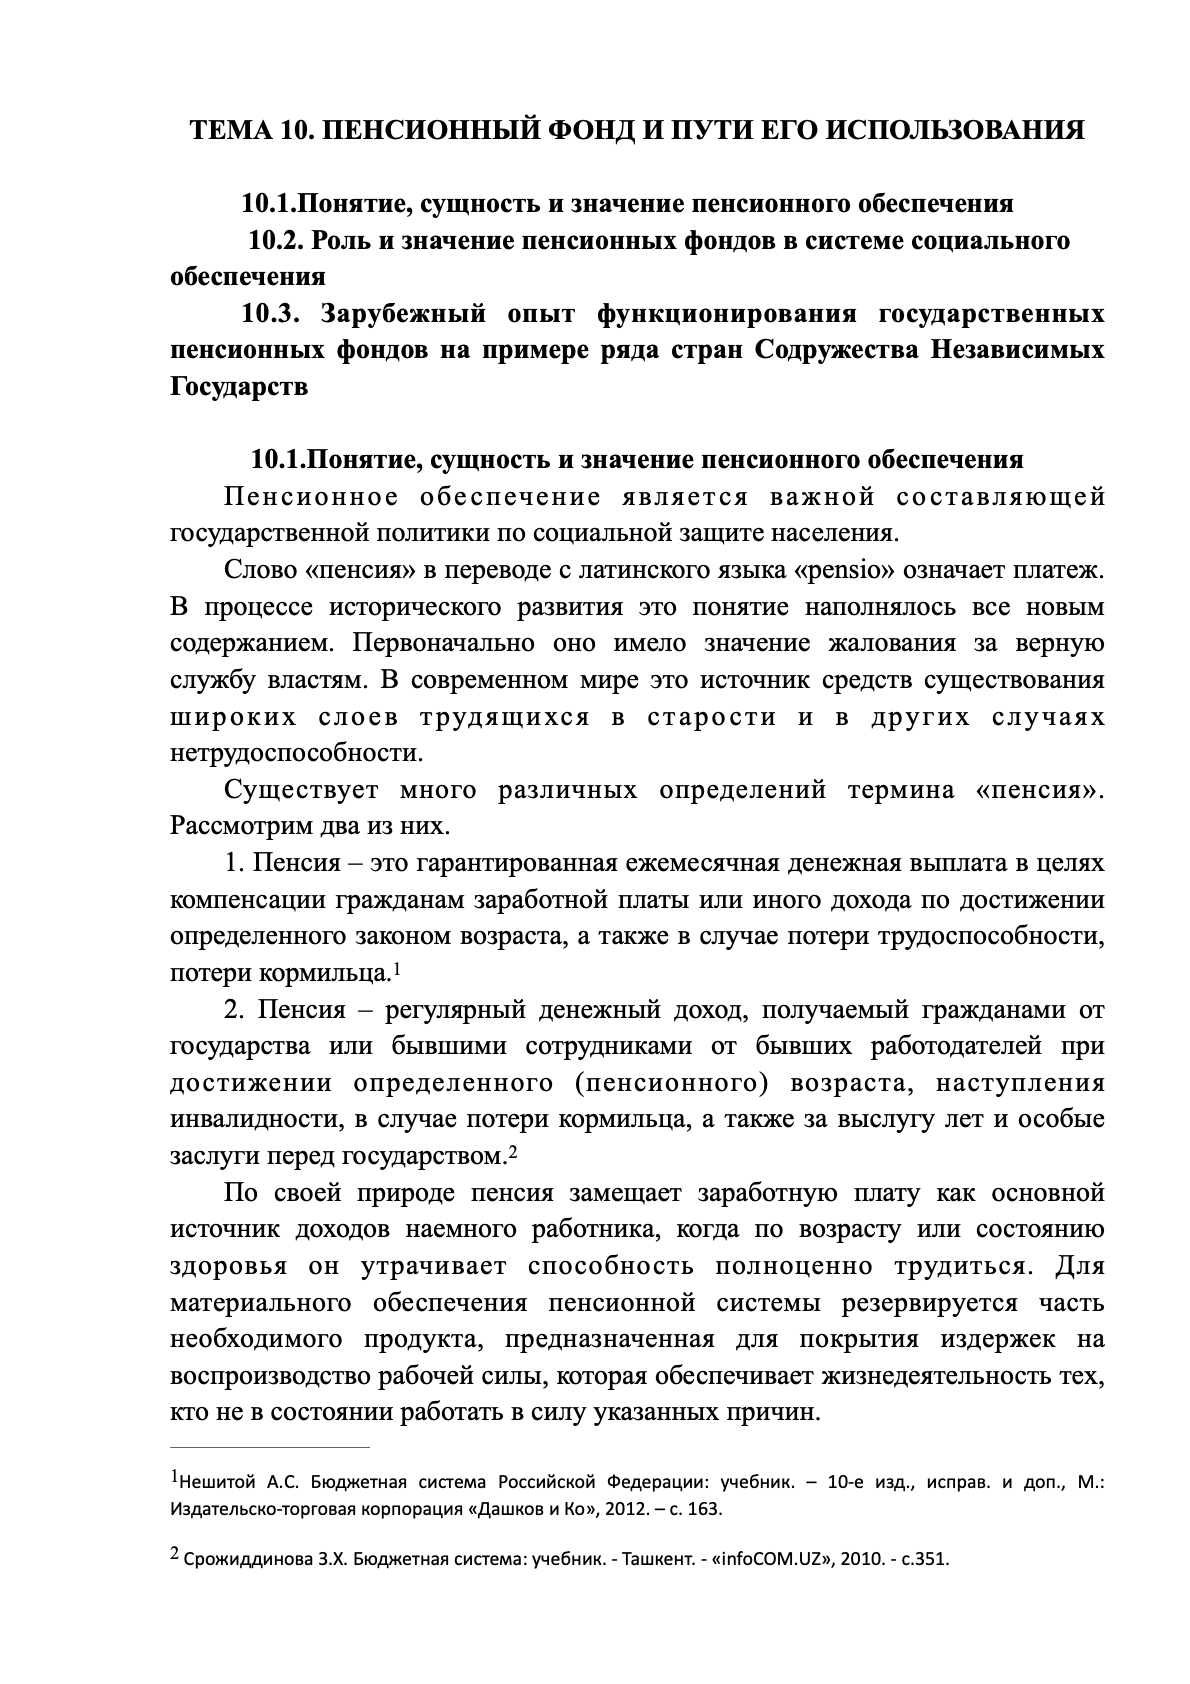 ТЕМА 10. ПЕНСИОННЫЙ ФОНД И ПУТИ ЕГО ИСПОЛЬЗОВАНИЯ
10.1.Понятие, сущность и значение пенсионного обеспечения
10.2. Роль и значение пенсионных фондов в системе социального
обеспечения
10.3. Зарубежный опыт функционирования государственных
пенсионных фондов на примере ряда стран Содружества Независимых
Государств
10.1.Понятие, сущность и значение пенсионного обеспечения
Пенсионное обеспечение является важной составляющей
государственной политики по социальной защите населения.
Слово «пенсия» в переводе с латинского языка «pensio» означает платеж.
В процессе исторического развития это понятие наполнялось все новым
содержанием. Первоначально оно имело значение жалования за верную
службу властям. В современном мире это источник средств существования
широких слоев трудящихся в старости и в других случаях
нетрудоспособности.
Существует много различных определений термина «пенсия».
Рассмотрим два из них.
1. Пенсия – это гарантированная ежемесячная денежная выплата в целях
компенсации гражданам заработной платы или иного дохода по достижении
определенного законом возраста, а также в случае потери трудоспособности,
потери кормильца.1
2. Пенсия – регулярный денежный доход, получаемый гражданами от
государства или бывшими сотрудниками от бывших работодателей при
достижении определенного (пенсионного) возраста, наступления
инвалидности, в случае потери кормильца, а также за выслугу лет и особые
заслуги перед государством.2
По своей природе пенсия замещает заработную плату как основной
источник доходов наемного работника, когда по возрасту или состоянию
здоровья он утрачивает способность полноценно трудиться. Для
материального обеспечения пенсионной системы резервируется часть
необходимого продукта, предназначенная для покрытия издержек на
воспроизводство рабочей силы, которая обеспечивает жизнедеятельность тех,
кто не в состоянии работать в силу указанных причин.
1Нешитой А.С. Бюджетная система Российской Федерации: учебник. – 10-е изд., исправ. и доп., М.:
Издательско-торговая корпорация «Дашков и Ко», 2012. – с. 163.
2 Срожиддинова З.Х. Бюджетная система: учебник. - Ташкент. - «infoCOM.UZ», 2010. - с.351.